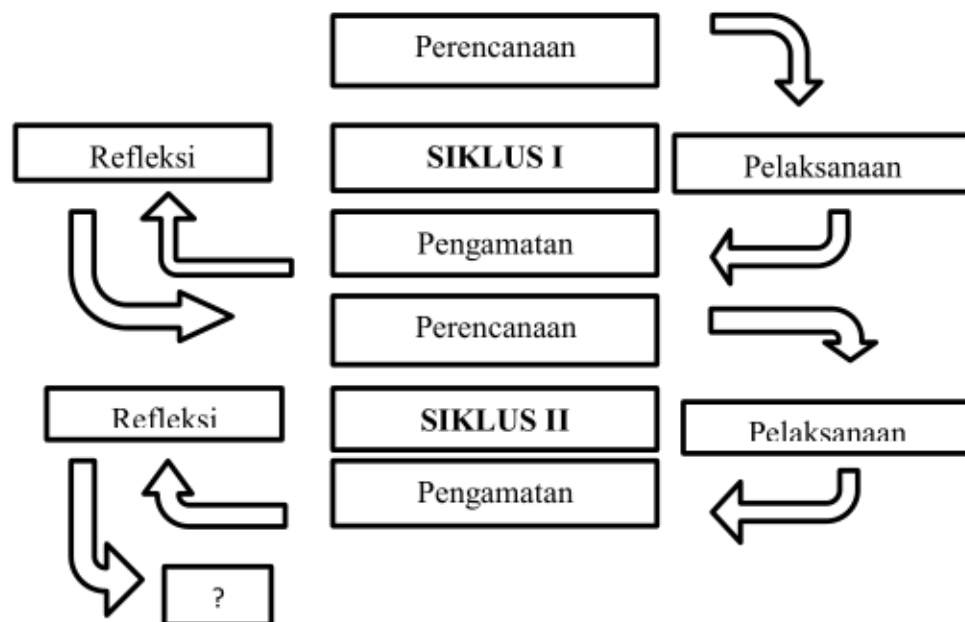 Perencanaan
Refleksi
SIKLUS I
Pelaksanaan
Pengamatan
Perencanaan
Refleksi
SIKLUS II
Pelaksanaan
Pengamatan
?